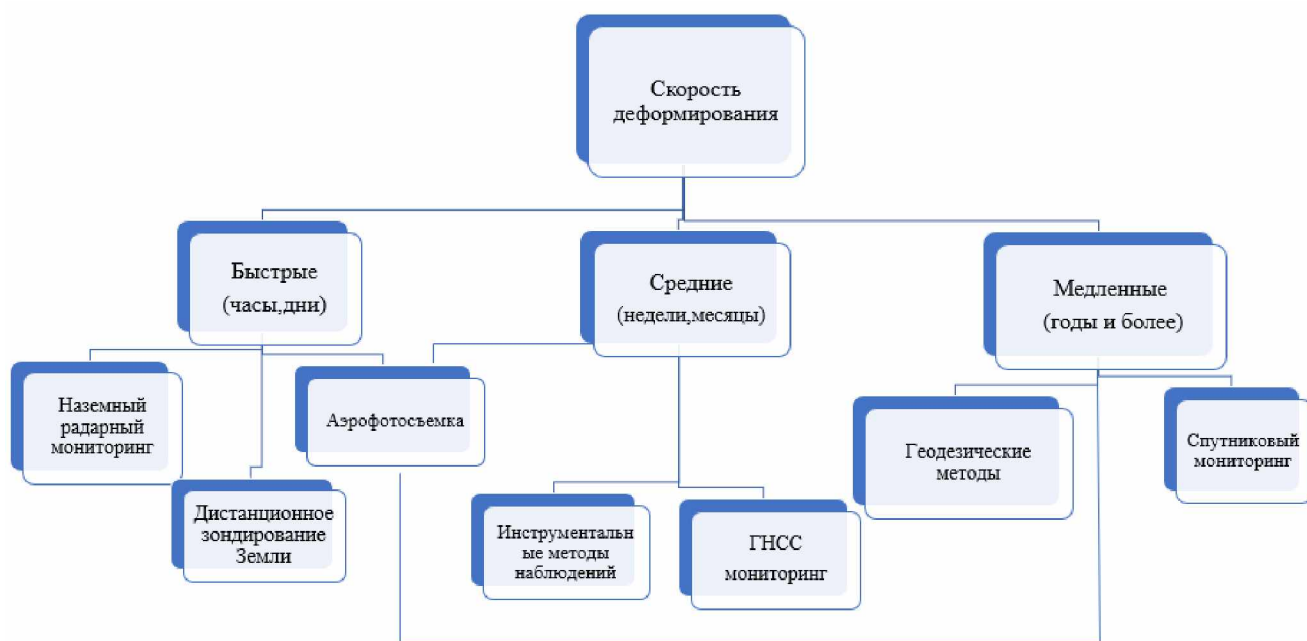 Скорость
деформирования
Быстрые
(часы,дни)
Средние
(недели,месяцы)
Медленные
(годы и более)
Наземный
радарный
мониторинг
Дистанционное
зондирование
Земли
Аэрофотосъемка
Инструментальн
ые методы
наблюдений
ГНСС
мониторинг
Геодезические
методы
Спутниковый
мониторинг